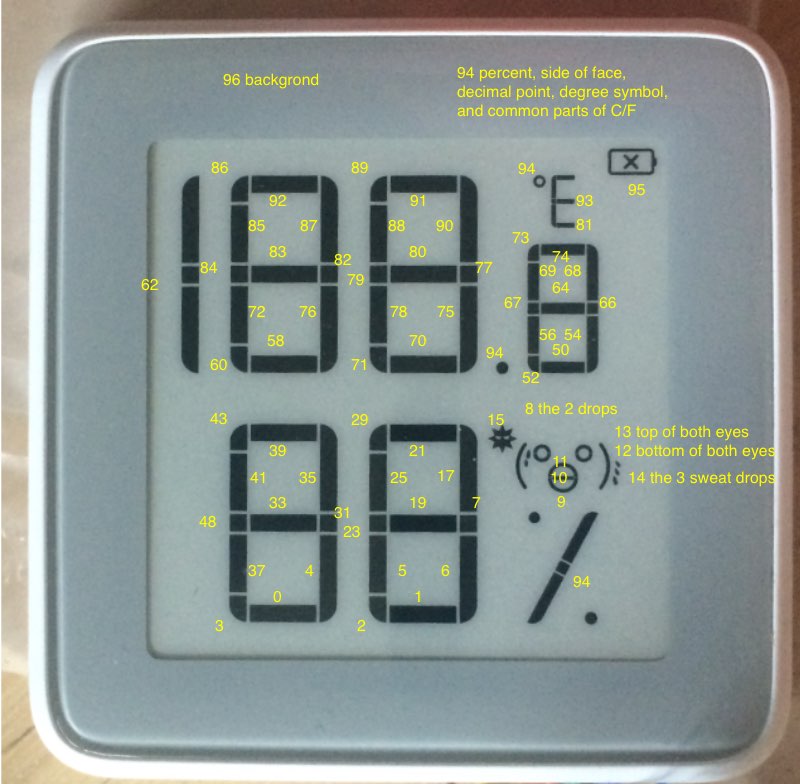 96 backgrond
94 percent, side of face,
decimal point, degree symbol,
and common parts of C/F
86 89 94
95
92 91 93
85 87 88 90 81
73
83 80 74
82 69 68
84 79 77 64
62
67 66
72 76 78 75
56 54
58 70 50
60 71 94
52
°E
188.8
8 the 2 drops
43 29 15
13 top of both eyes
12 bottom of both eyes
39 21 11
41 35 25 17 10 14 the 3 sweat drops
33 19 7 9
48 31 23
37 4 5 6 94
0 1
3 2
88 %